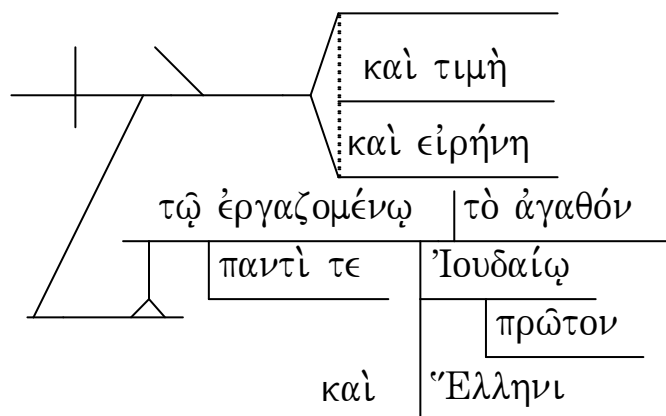 καὶ τιμὴ
καὶ εἰρήνη
τῷ ἐργαζομένῳ τὸ ἀγαθόν
παντὶ τε Ἰουδαίῳ
πρῶτον
καὶ Ἕλληνι